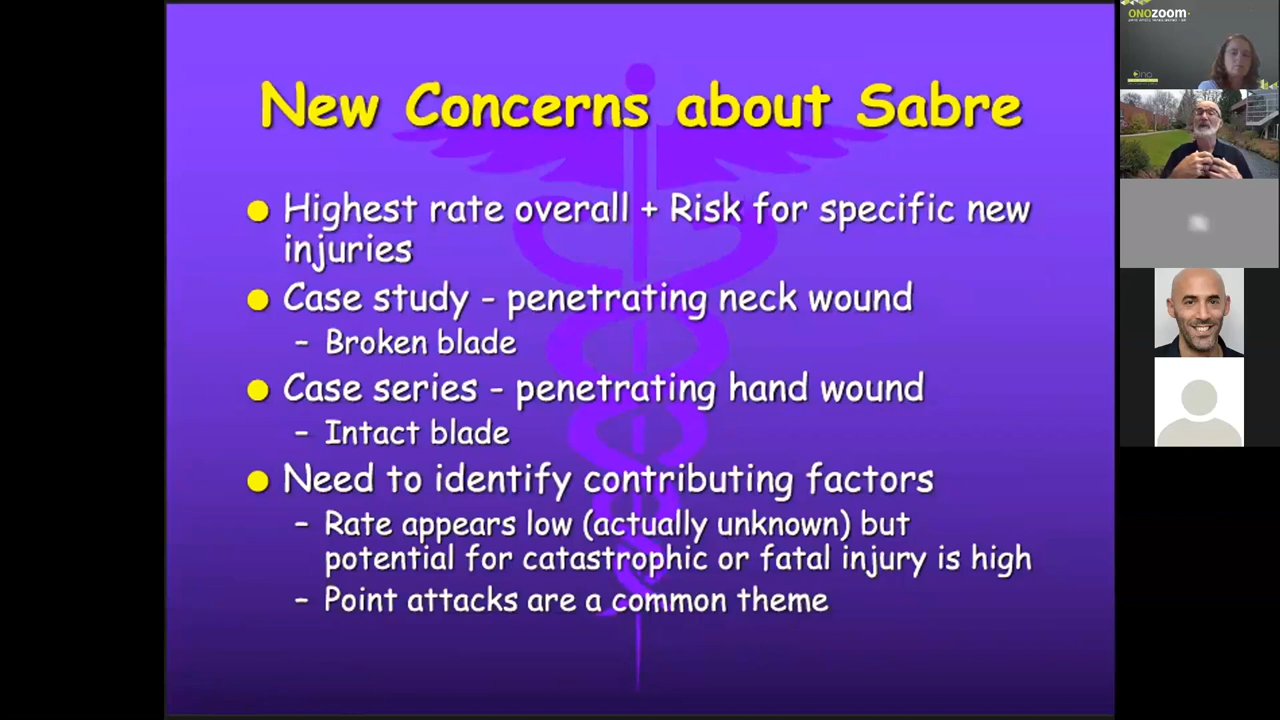 New Concerns about Sabre
Highest rate overall + Risk for specific new
injuries
Case study - penetrating neck wound
- Broken blade
Case series - penetrating hand wound
- Intact blade
Need to identify contributing factors
- Rate appears low (actually unknown) but
potential for catastrophic or fatal injury is high
- Point attacks are a common theme
ONOZOOM
Ono